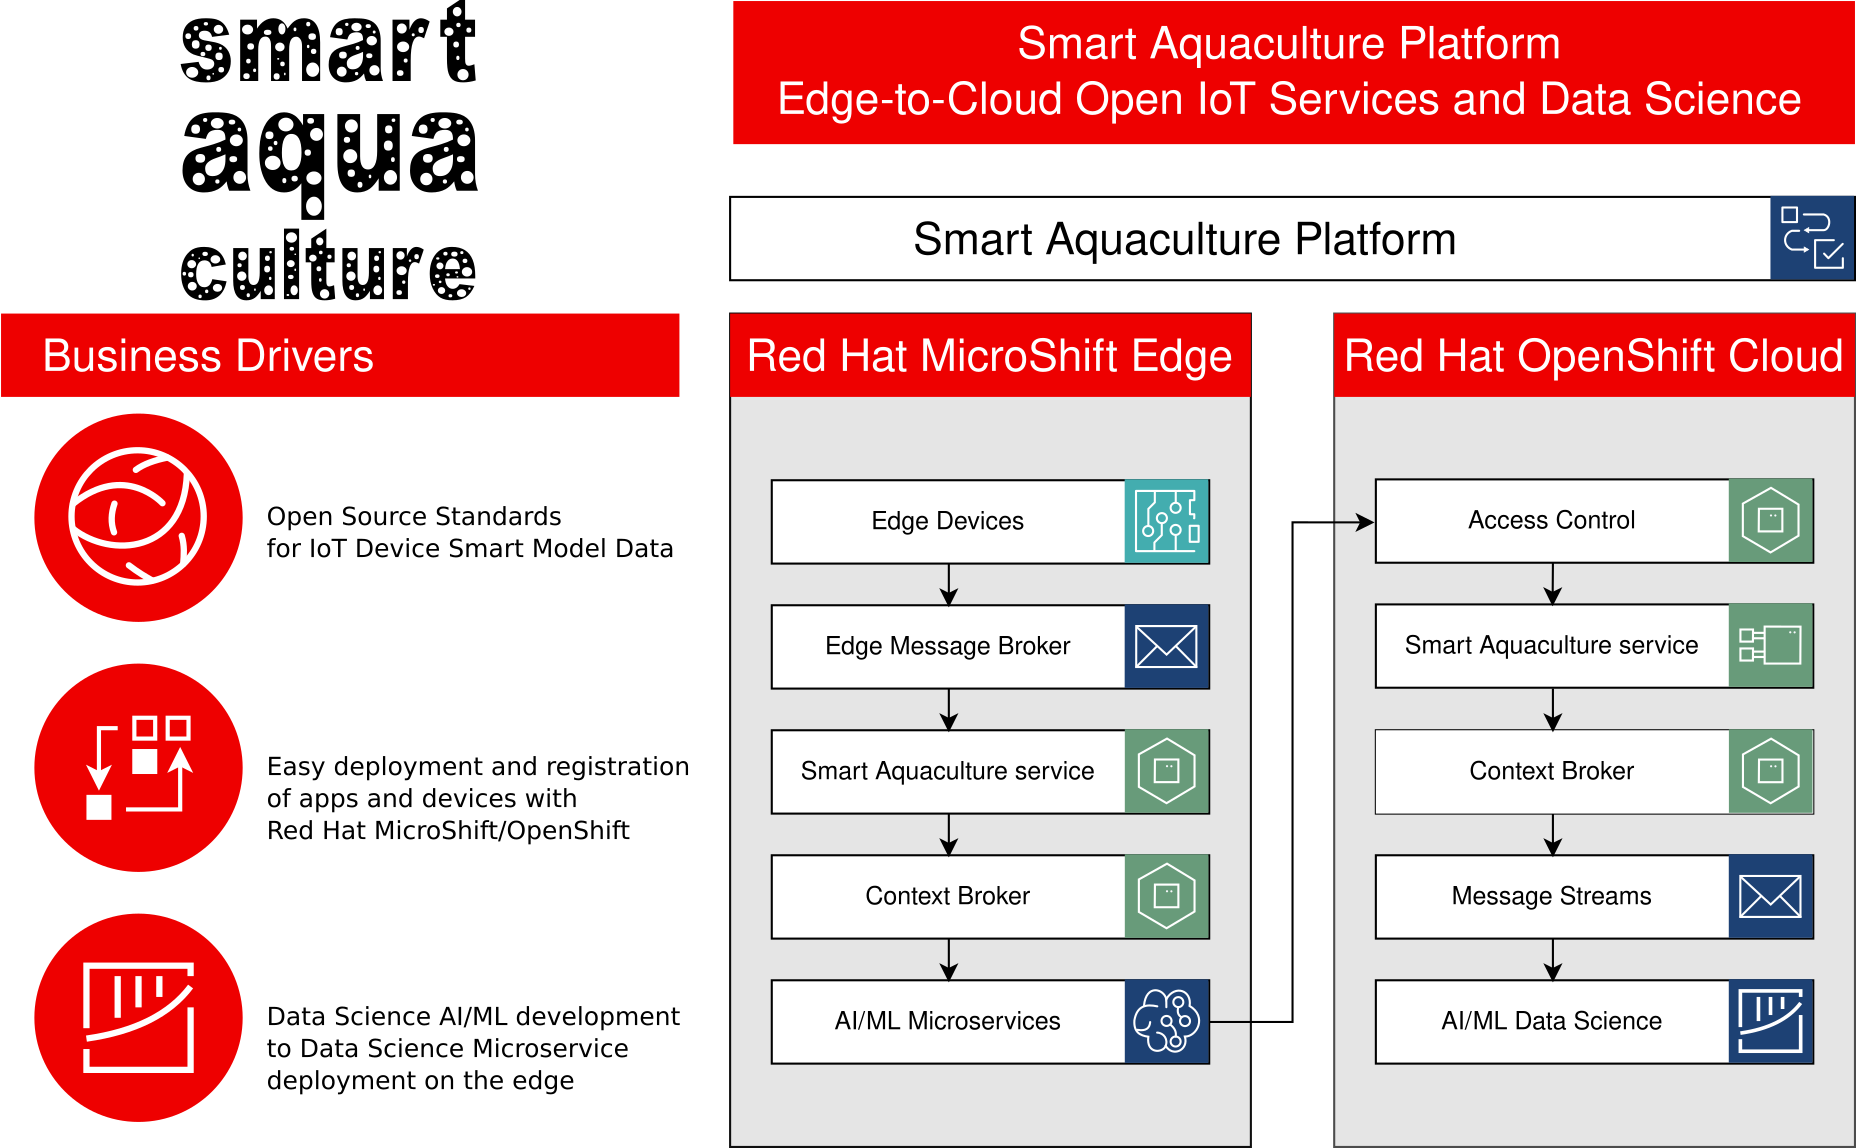 smart
aqua
culture
Smart Aquaculture Platform
Edge-to-Cloud Open IoT Services and Data Science
Smart Aquaculture Platform
Business Drivers
Open Source Standards
for IoT Device Smart Model Data
Easy deployment and registration
of apps and devices with
Red Hat MicroShift/OpenShift
Data Science AI/ML development
to Data Science Microservice
deployment on the edge
Red Hat MicroShift Edge
Edge Devices
Edge Message Broker
Smart Aquaculture service
Context Broker
AI/ML Microservices
Red Hat OpenShift Cloud
Access Control
Smart Aquaculture service
Context Broker
Message Streams
AI/ML Data Science